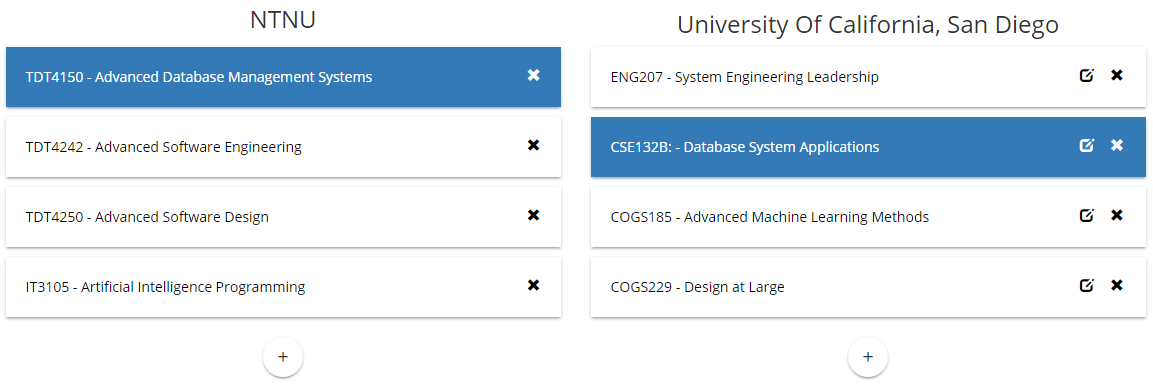 NTNU
TDT4150 - Advanced Database Management Systems
TDT4242 - Advanced Software Engineering
TDT4250 - Advanced Software Design
IT3105 - Artificial Intelligence Programming
+
University Of California, San Diego
ENG207 - System Engineering Leadership
CSE132B: - Database System Applications
COGS185 - Advanced Machine Learning Methods
COGS229 - Design at Large
+